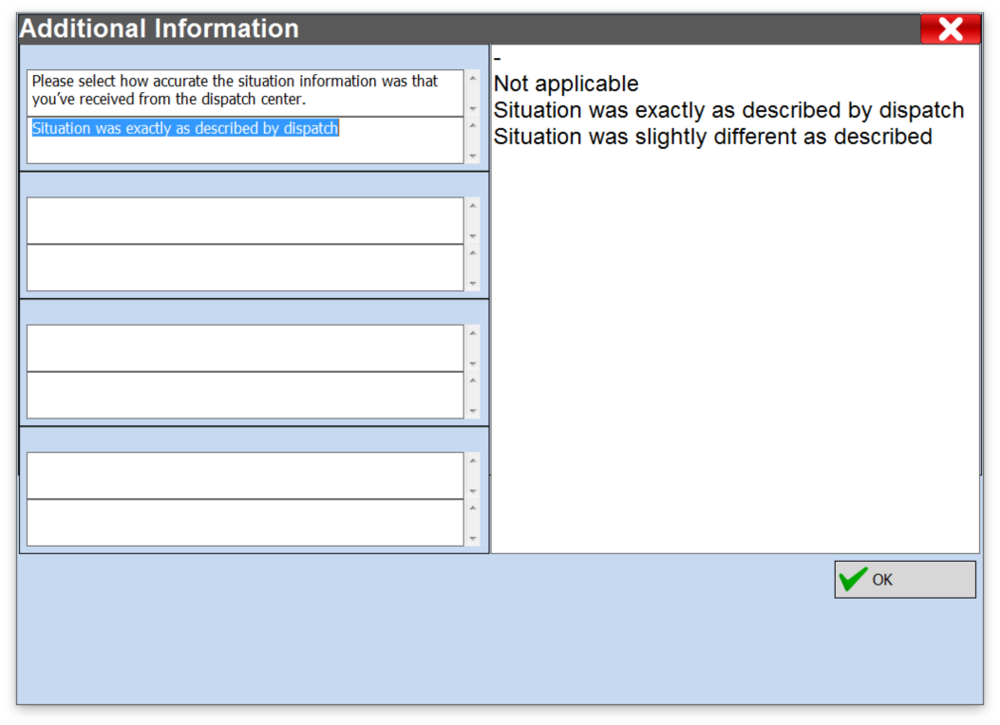 Additional Information
Please select how accurate the situation information was that
you've received from the dispatch center.
Situation was exactly as described by dispatch
-
Not applicable
Situation was exactly as described by dispatch
Situation was slightly different as described
OK